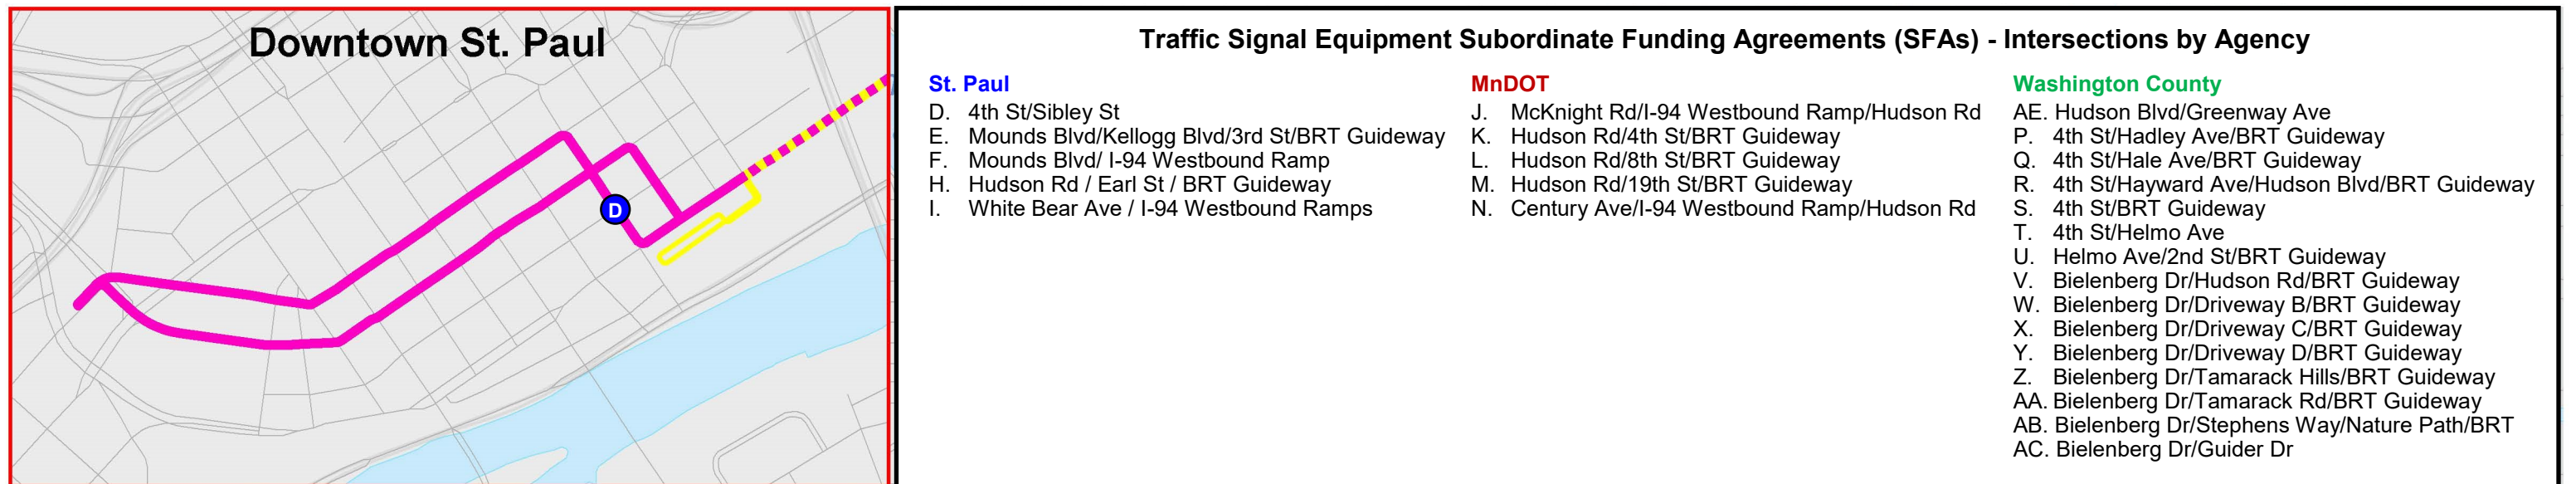 Downtown St. Paul
D
Traffic Signal Equipment Subordinate Funding Agreements (SFAs) - Intersections by Agency
St. Paul
D. 4th St/Sibley St
E. Mounds Blvd/Kellogg Blvd/3rd St/BRT Guideway
F. Mounds Blvd/ I-94 Westbound Ramp
H. Hudson Rd / Earl St / BRT Guideway
I. White Bear Ave / I-94 Westbound Ramps
MnDOT
J. McKnight Rd/I-94 Westbound Ramp/Hudson Rd
K. Hudson Rd/4th St/BRT Guideway
L. Hudson Rd/8th St/BRT Guideway
M. Hudson Rd/19th St/BRT Guideway
N. Century Ave/I-94 Westbound Ramp/Hudson Rd
Washington County
AE. Hudson Blvd/Greenway Ave
P. 4th St/Hadley Ave/BRT Guideway
Q. 4th St/Hale Ave/BRT Guideway
R. 4th St/Hayward Ave/Hudson Blvd/BRT Guideway
S. 4th St/BRT Guideway
T. 4th St/Helmo Ave
U. Helmo Ave/2nd St/BRT Guideway
V. Bielenberg Dr/Hudson Rd/BRT Guideway
W. Bielenberg Dr/Driveway B/BRT Guideway
X. Bielenberg Dr/Driveway C/BRT Guideway
Y. Bielenberg Dr/Driveway D/BRT Guideway
Z. Bielenberg Dr/Tamarack Hills/BRT Guideway
AA. Bielenberg Dr/Tamarack Rd/BRT Guideway
AB. Bielenberg Dr/Stephens Way/Nature Path/BRT
AC. Bielenberg Dr/Guider Dr